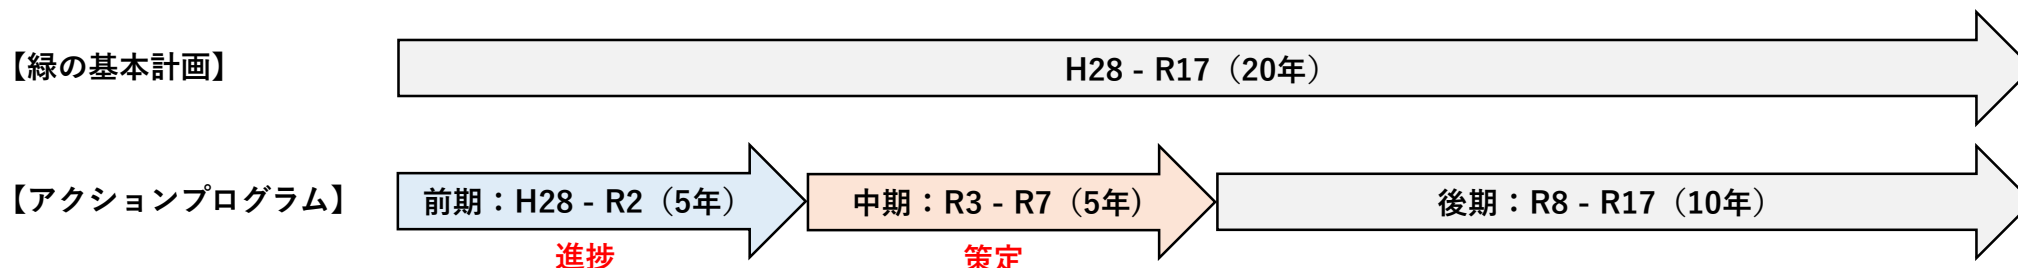 【緑の基本計画】
H28 - R17（20年）
【アクションプログラム】
前期：H28 - R2（5年）
中期：R3 - R7（5年）
後期：R8 - R17（10年）
進捗
策定